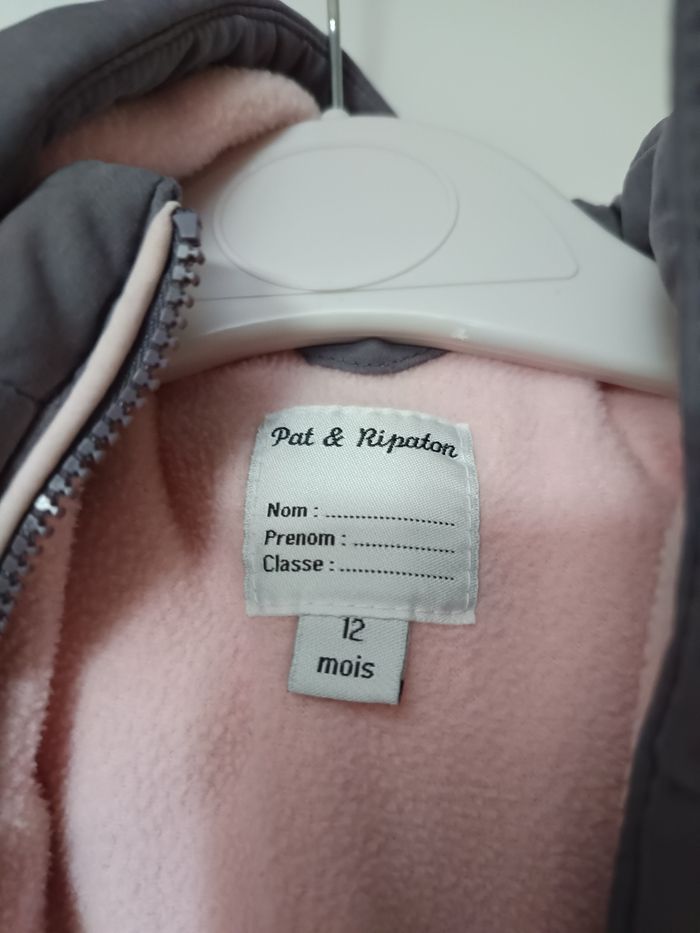 Pat & Ripaton
Nom : ........................
Prenom : ...................
Classe : .....................
12
mois